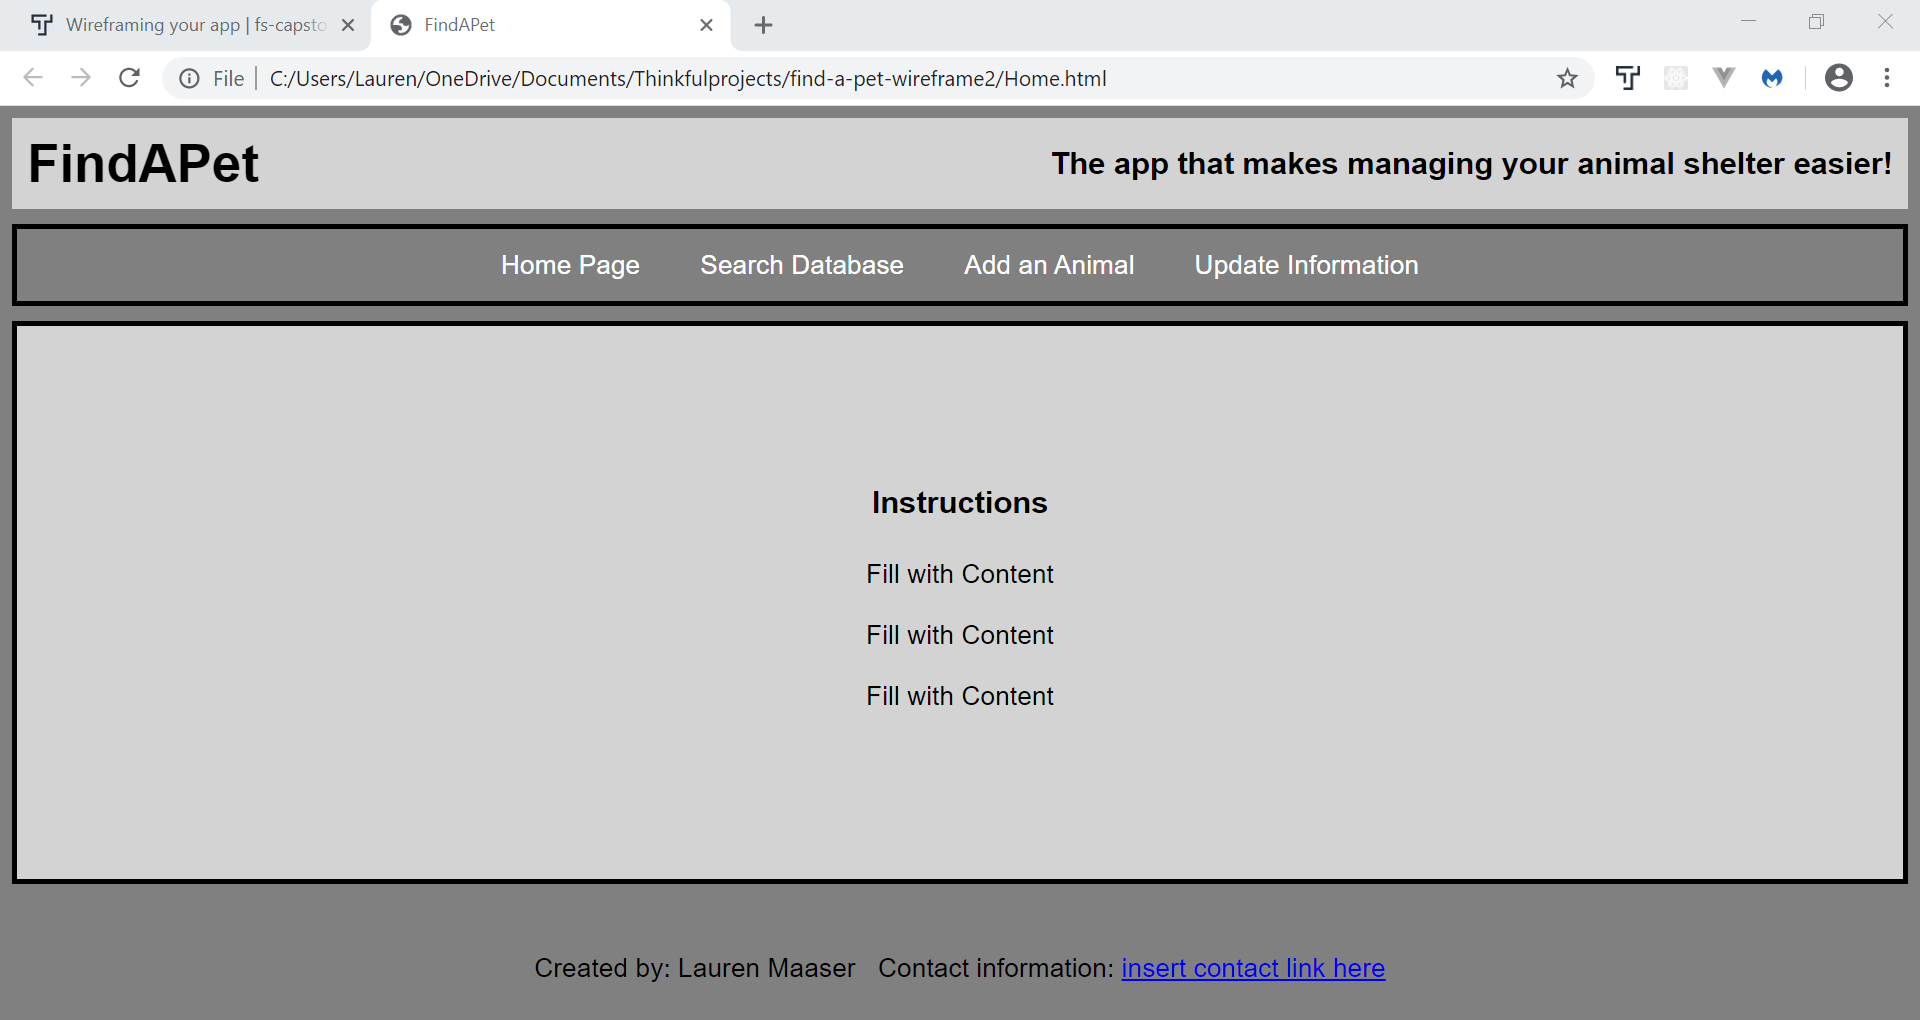 Wireframing your app | fs-capsto
FindAPet
File
C:/Users/Lauren/OneDrive/Documents/Thinkfulprojects/find-a-pet-wireframe2/Home.html
FindAPet
The app that makes managing your animal shelter easier!
Home Page Search Database Add an Animal Update Information
Instructions
Fill with Content
Fill with Content
Fill with Content
Created by: Lauren Maaser Contact information: insert contact link here